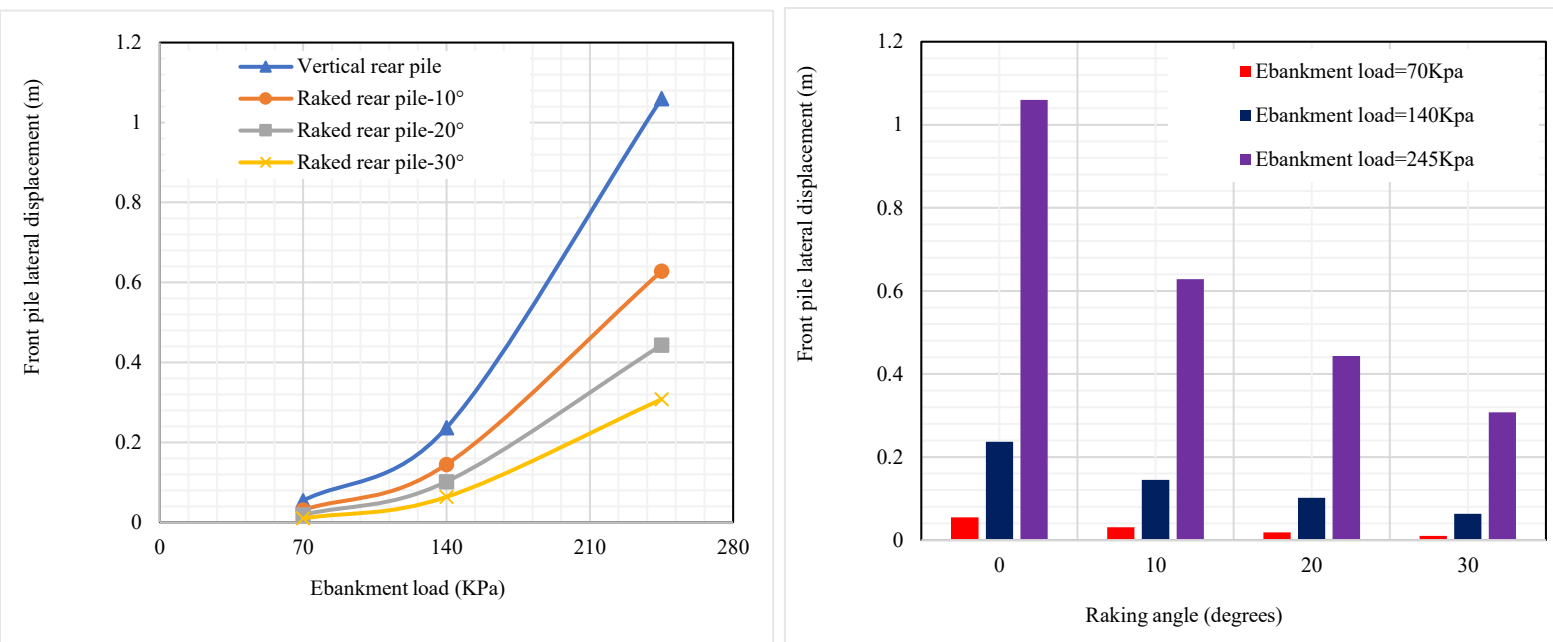 Front pile lateral displacement (m)
1.2
1
0.8
0.6
0.4
0.2
0
Vertical rear pile
Raked rear pile-10°
Raked rear pile-20°
Raked rear pile-30°
0 70 140 210 280
Ebankment load (KPa)
Front pile lateral displacement (m)
1.2
1
0.8
0.6
0.4
0.2
0
Ebankment load=70Kpa
Ebankment load=140Kpa
Ebankment load=245Kpa
0 10 20 30
Raking angle (degrees)